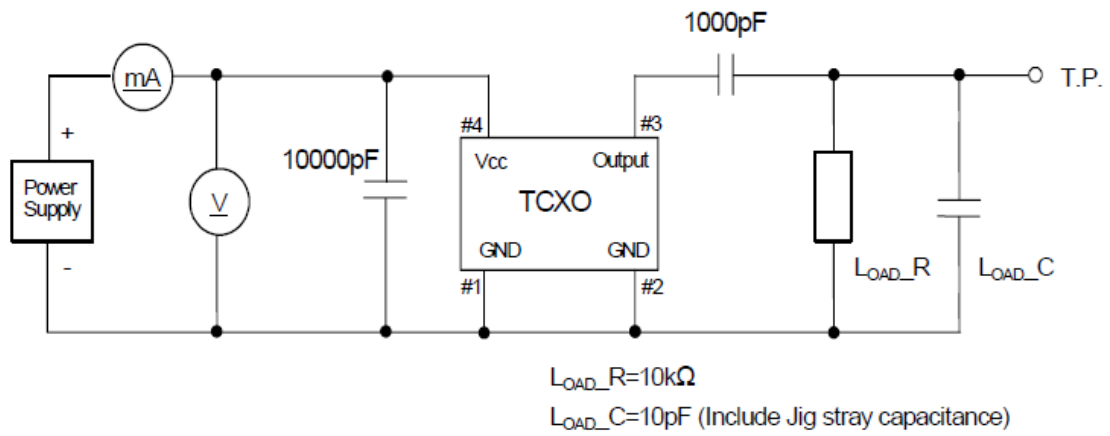 1000pF
mA
T.P.
#4
#3
+
10000pF
Vcc
Output
Power
Supply
V
TCXO
GND
GND
-
LOAD_R
LOAD_C
#1
#2
LOAD_R=10kΩ
LOAD_C=10pF (Include Jig stray capacitance)